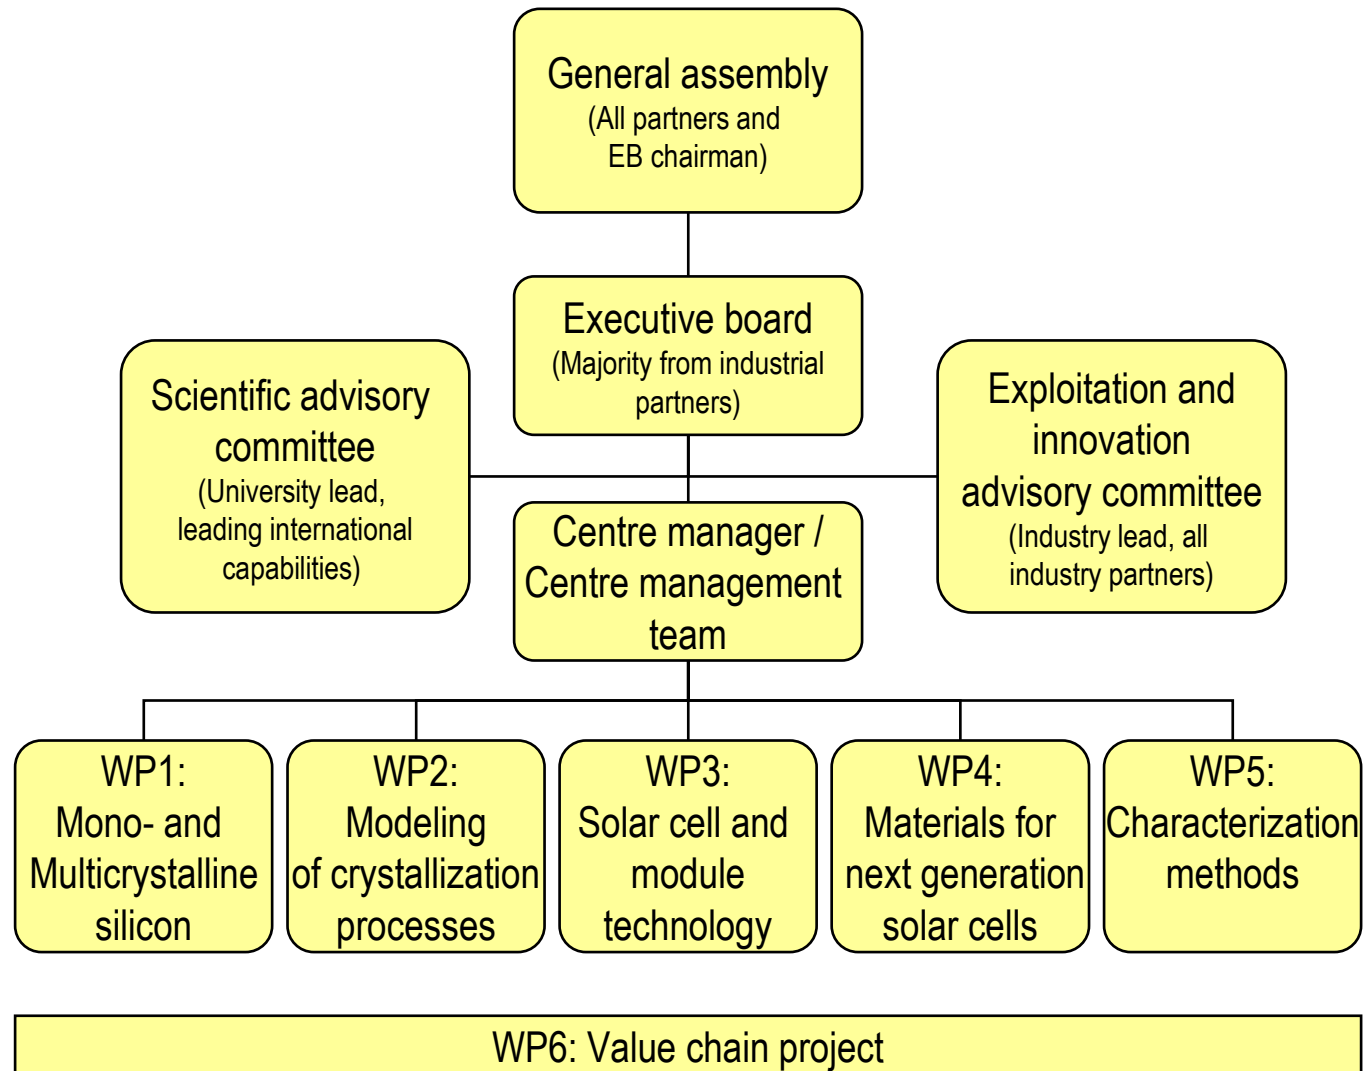 General assembly
(All partners and
EB chairman)
Executive board
(Majority from industrial
partners)
Scientific advisory
committee
(University lead,
leading international
capabilities)
Exploitation and
innovation
advisory committee
(Industry lead, all
industry partners)
Centre manager /
Centre management
team
WP1:
Mono- and
Multicrystalline
silicon
WP2:
Modeling
of crystallization
processes
WP3:
Solar cell and
module
technology
WP4:
Materials for
next generation
solar cells
WP5:
Characterization
methods
WP6: Value chain project